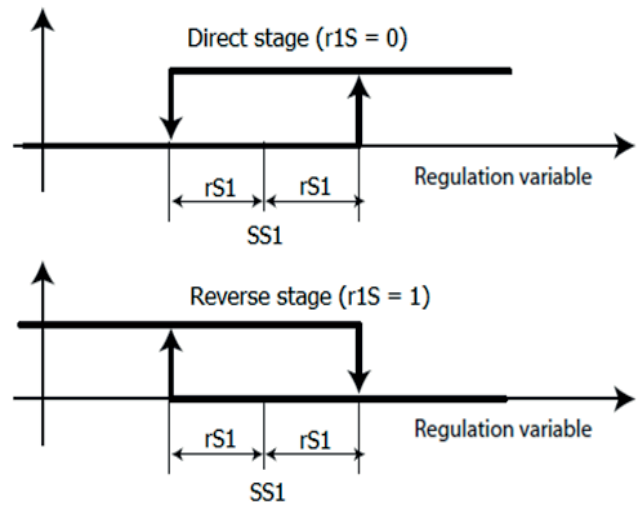 Direct stage (r1S = 0)
Regulation variable
rS1 rS1
SS1
Reverse stage (r1S = 1)
Regulation variable
rS1 rS1
SS1